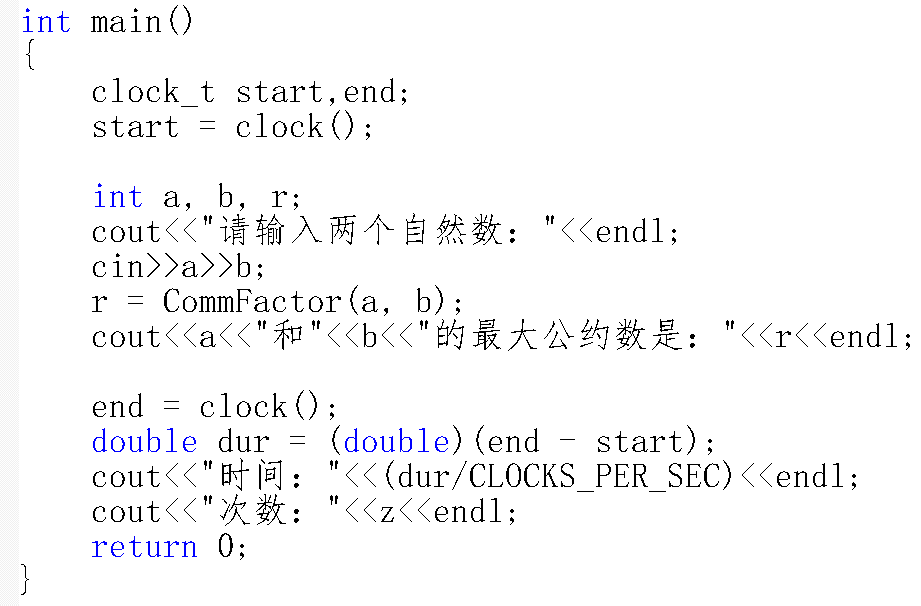 int main()
{
clock_t start,end;
start = clock();
int a, b, r;
cout<<"请输入两个自然数："<<endl;
cin>>a>>b;
r = CommFactor(a, b);
cout<<a<<"和"<<b<<"的最大公约数是："<<r<<endl;
end = clock();
double dur = (double)(end - start);
cout<<"时间："<<(dur/CLOCKS_PER_SEC)<<endl;
cout<<"次数："<<z<<endl;
return 0;
}